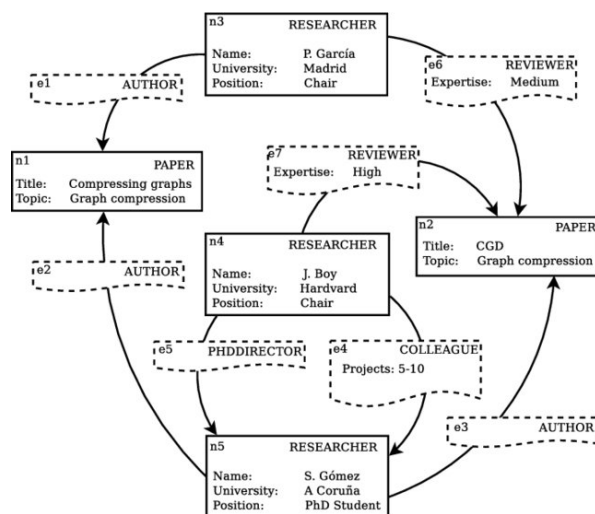 n3 RESEARCHER
Name: P. García
University: Madrid
Position: Chair
e1 AUTHOR
e6 REVIEWER
Expertise: Medium
n1 PAPER
Title: Compressing graphs
Topic: Graph compression
e7 REVIEWER
Expertise: High
n2 PAPER
Title: CGD
Topic: Graph compression
n4 RESEARCHER
Name: J. Boy
University: Hardvard
Position: Chair
e2 AUTHOR
e5 PHDDIRECTOR
e4 COLLEAGUE
Projects: 5-10
e3 AUTHOR
n5 RESEARCHER
Name: S. Gómez
University: A Coruña
Position: PhD Student